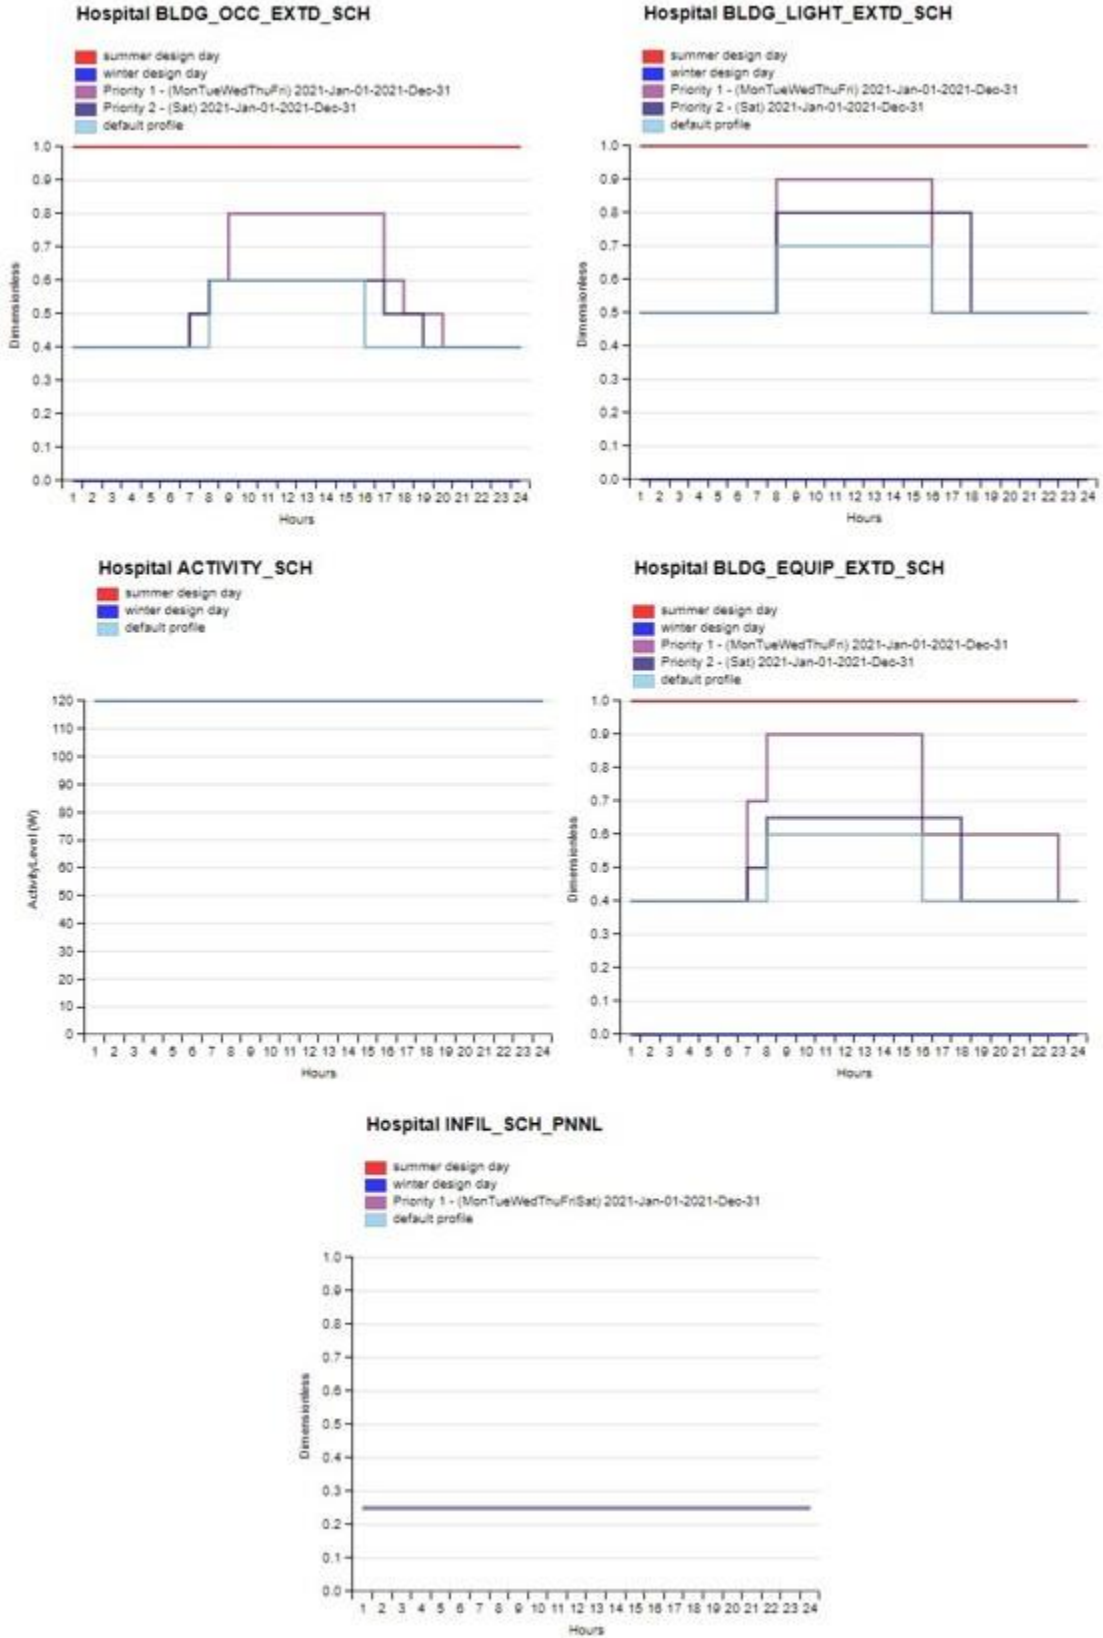 Hospital BLDG_OCC_EXTD_SCH
summer design day
winter design day
Priority 1 - (MonTueWedThuFri) 2021-Jan-01-2021-Dec-31
Priority 2 - (Sat) 2021-Jan-01-2021-Dec-31
default profile
1.0
0.9
0.8
0.7
0.6
0.5
0.4
0.3
0.2
0.1
0.0
Dimensionless
1 2 3 4 5 6 7 8 9 10 11 12 13 14 15 16 17 18 19 20 21 22 23 24
Hours
Hospital BLDG_LIGHT_EXTD_SCH
summer design day
winter design day
Priority 1 - (MonTueWedThuFri) 2021-Jan-01-2021-Dec-31
Priority 2 - (Sat) 2021-Jan-01-2021-Dec-31
default profile
1.0
0.9
0.8
0.7
0.6
0.5
0.4
0.3
0.2
0.1
0.0
Dimensionless
1 2 3 4 5 6 7 8 9 10 11 12 13 14 15 16 17 18 19 20 21 22 23 24
Hours
Hospital ACTIVITY_SCH
summer design day
winter design day
default profile
120
110
100
90
80
70
60
50
40
30
20
10
0
ActivityLevel (W)
1 2 3 4 5 6 7 8 9 10 11 12 13 14 15 16 17 18 19 20 21 22 23 24
Hours
Hospital BLDG_EQUIP_EXTD_SCH
summer design day
winter design day
Priority 1 - (MonTueWedThuFri) 2021-Jan-01-2021-Dec-31
Priority 2 - (Sat) 2021-Jan-01-2021-Dec-31
default profile
1.0
0.9
0.8
0.7
0.6
0.5
0.4
0.3
0.2
0.1
0.0
Dimensionless
1 2 3 4 5 6 7 8 9 10 11 12 13 14 15 16 17 18 19 20 21 22 23 24
Hours
Hospital INFIL_SCH_PNNL
summer design day
winter design day
Priority 1 - (MonTueWedThuFriSat) 2021-Jan-01-2021-Dec-31
default profile
1.0
0.9
0.8
0.7
0.6
0.5
0.4
0.3
0.2
0.1
0.0
Dimensionless
1 2 3 4 5 6 7 8 9 10 11 12 13 14 15 16 17 18 19 20 21 22 23 24
Hours